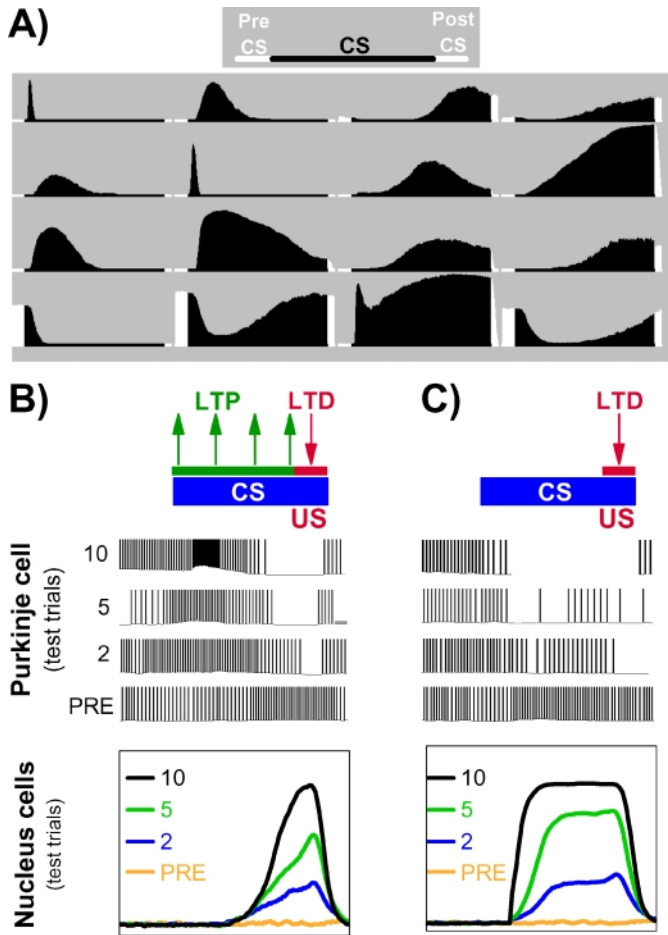 A)
Pre CS
CS
Post CS
B)
LTP LTD
CS
US
C)
LTD
CS
US
Purkinje cell
(test trials)
10
5
2
PRE
Nucleus cells
(test trials)
10
5
2
PRE
10
5
2
PRE